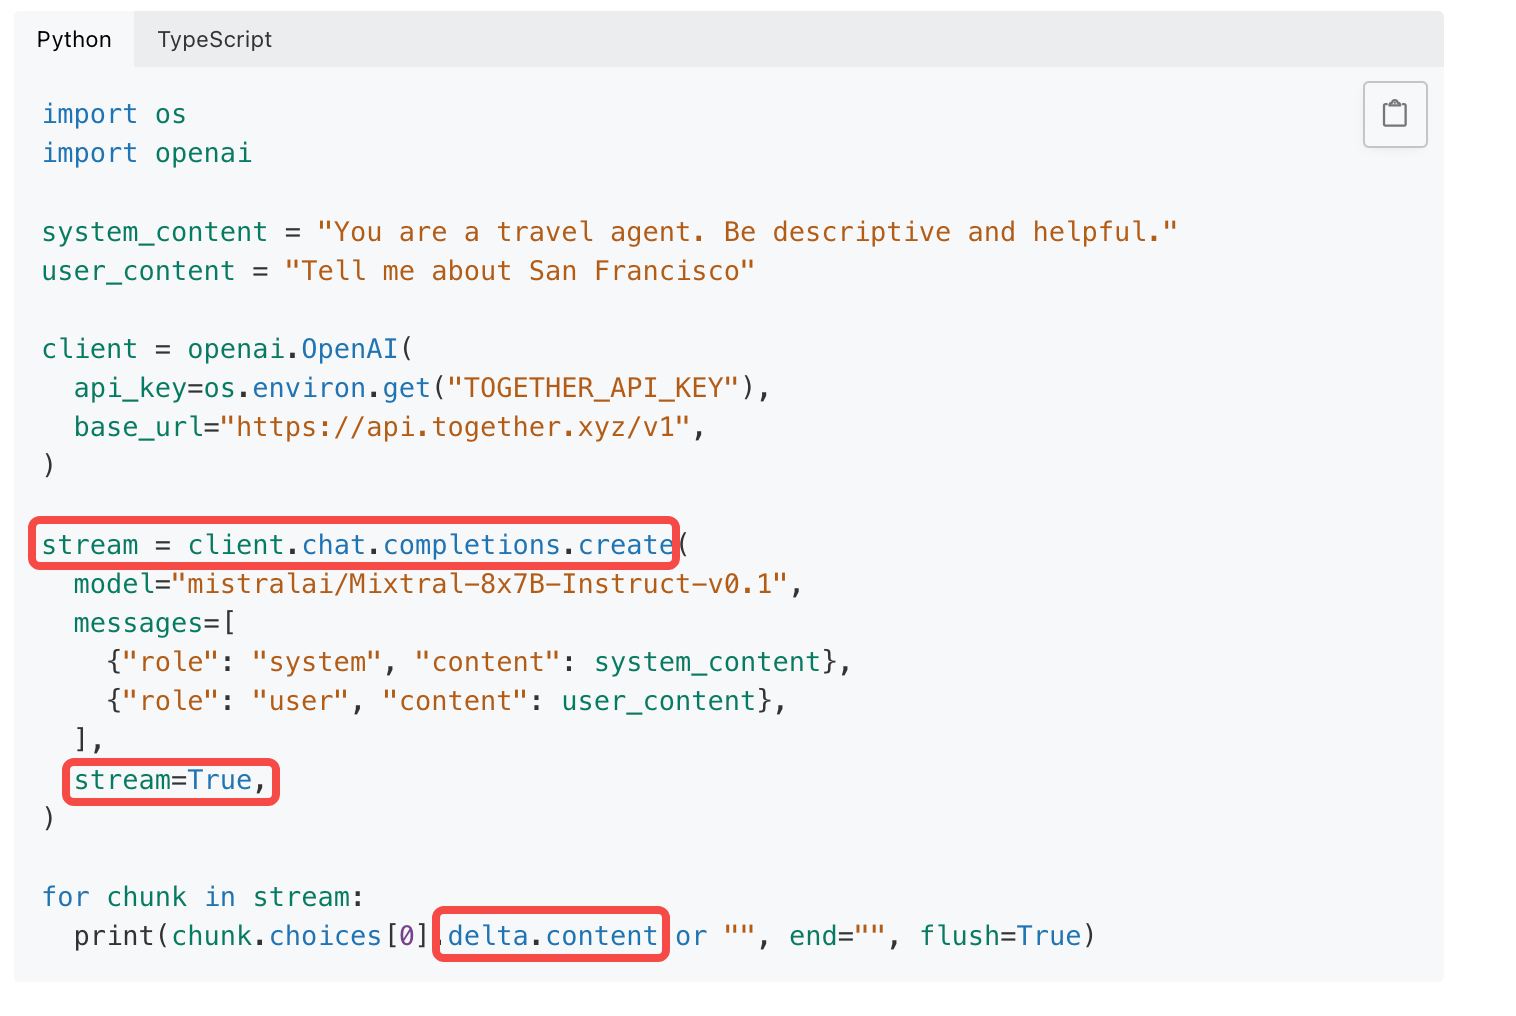 Python TypeScript
import os
import openai
system_content = "You are a travel agent. Be descriptive and helpful."
user_content = "Tell me about San Francisco"
client = openai.OpenAI(
  api_key=os.environ.get("TOGETHER_API_KEY"),
  base_url="https://api.together.xyz/v1",
)
stream = client.chat.completions.create(
  model="mistralai/Mixtral-8x7B-Instruct-v0.1",
  messages=[
    {"role": "system", "content": system_content},
    {"role": "user", "content": user_content},
  ],
  stream=True,
)
for chunk in stream:
  print(chunk.choices[0].delta.content or "", end="", flush=True)